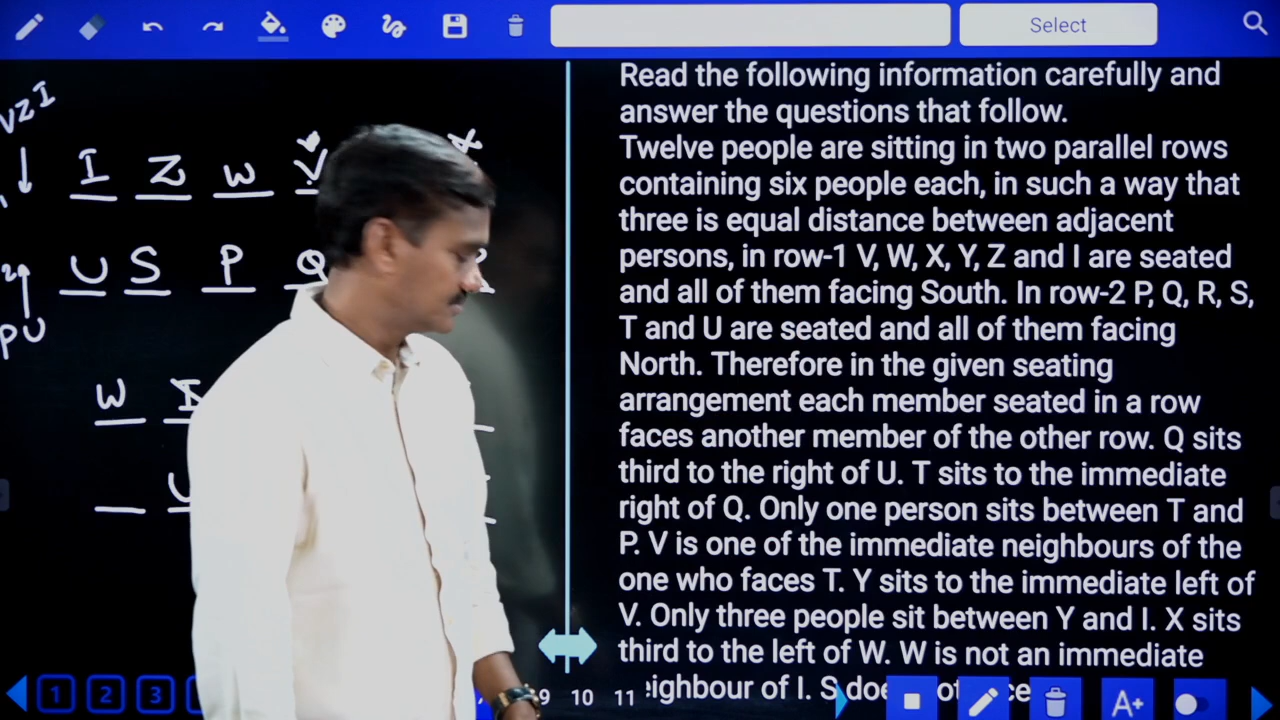 Select
VZI
I Z W V X
U S P Q
PU
W I
U
Read the following information carefully and
answer the questions that follow.
Twelve people are sitting in two parallel rows
containing six people each, in such a way that
three is equal distance between adjacent
persons, in row-1 V, W, X, Y, Z and I are seated
and all of them facing South. In row-2 P, Q, R, S,
T and U are seated and all of them facing
North. Therefore in the given seating
arrangement each member seated in a row
faces another member of the other row. Q sits
third to the right of U. T sits to the immediate
right of Q. Only one person sits between T and
P. V is one of the immediate neighbours of the
one who faces T. Y sits to the immediate left of
V. Only three people sit between Y and I. X sits
third to the left of W. W is not an immediate
of I. S
1 2 3 9 10 11 A+